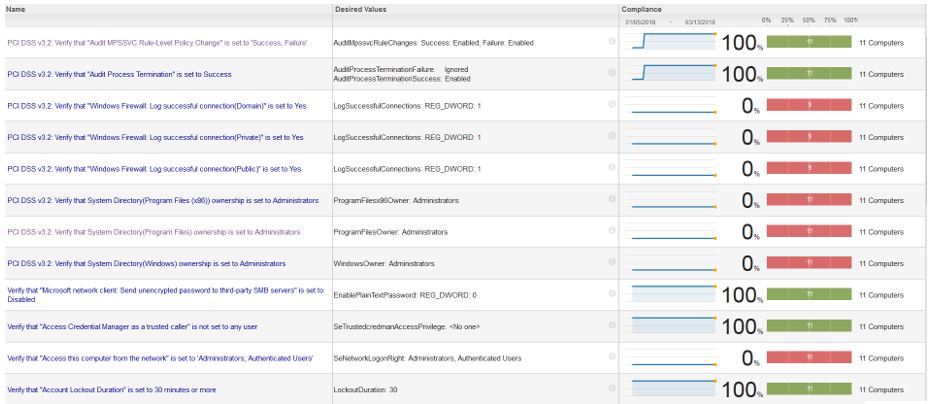 Name Desired Values Compliance
01/05/2018 - 03/13/2018 0% 25% 50% 75% 100%
PCI DSS v3.2: Verify that "Audit MPSSVC Rule-Level Policy Change" is set to 'Success, Failure' AuditMpssvcRuleChanges: Success: Enabled, Failure: Enabled 100% 11 11 Computers
PCI DSS v3.2: Verify that "Audit Process Termination" is set to Success AuditProcessTerminationFailure: Ignored
AuditProcessTerminationSuccess: Enabled 100% 11 11 Computers
PCI DSS v3.2: Verify that "Windows Firewall: Log successful connection(Domain)" is set to Yes LogSuccessfulConnections: REG_DWORD: 1 0% 9 11 Computers
PCI DSS v3.2: Verify that "Windows Firewall: Log successful connection(Private)" is set to Yes LogSuccessfulConnections: REG_DWORD: 1 0% 9 11 Computers
PCI DSS v3.2: Verify that "Windows Firewall: Log successful connection(Public)" is set to Yes LogSuccessfulConnections: REG_DWORD: 1 0% 9 11 Computers
PCI DSS v3.2: Verify that System Directory(Program Files (x86)) ownership is set to Administrators ProgramFilesx86Owner: Administrators 0% 11 11 Computers
PCI DSS v3.2: Verify that System Directory(Program Files) ownership is set to Administrators ProgramFilesOwner: Administrators 0% 11 11 Computers
PCI DSS v3.2: Verify that System Directory(Windows) ownership is set to Administrators WindowsOwner: Administrators 0% 11 11 Computers
Verify that "Microsoft network client: Send unencrypted password to third-party SMB servers" is set to
Disabled EnablePlainTextPassword: REG_DWORD: 0 100% 11 11 Computers
Verify that "Access Credential Manager as a trusted caller" is not set to any user SeTrustedcredmanAccessPrivilege: <No one> 100% 11 11 Computers
Verify that "Access this computer from the network" is set to 'Administrators, Authenticated Users' SeNetworkLogonRight: Administrators, Authenticated Users 0% 11 11 Computers
Verify that "Account Lockout Duration" is set to 30 minutes or more LockoutDuration: 30 100% 11 11 Computers